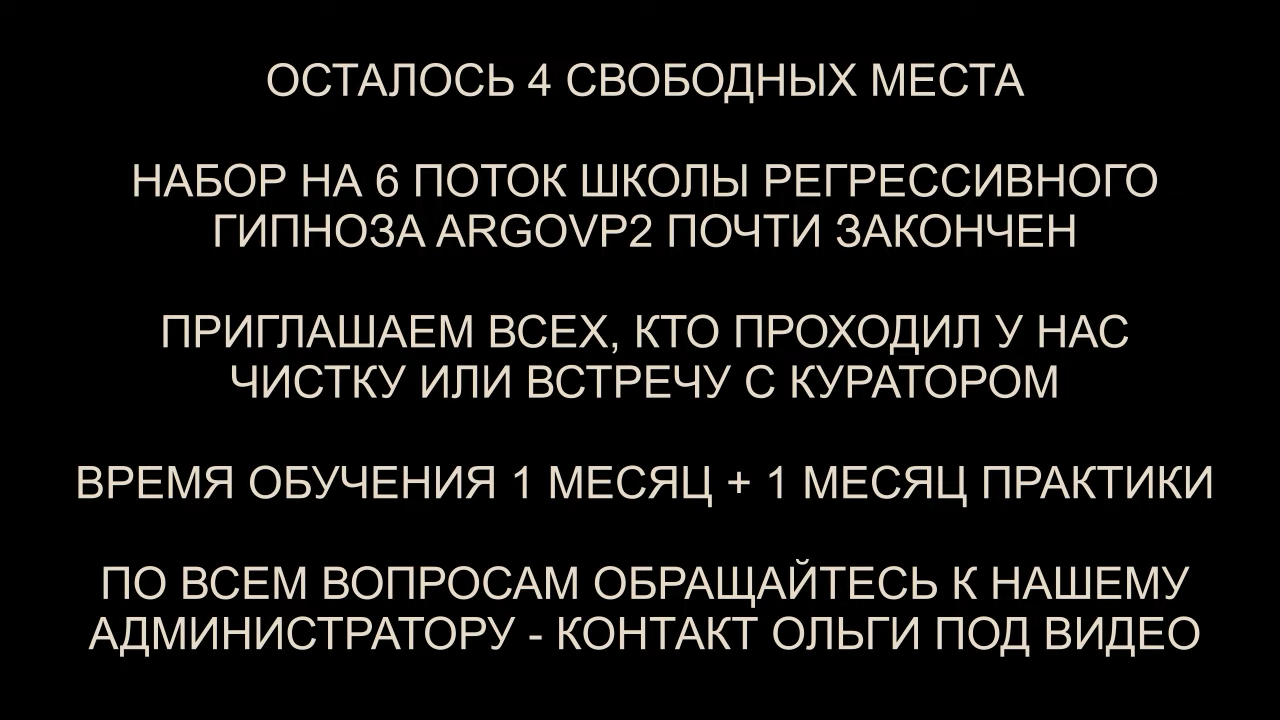 ОСТАЛОСЬ 4 СВОБОДНЫХ МЕСТА
НАБОР НА 6 ПОТОК ШКОЛЫ РЕГРЕССИВНОГО
ГИПНОЗА ARGOVP2 ПОЧТИ ЗАКОНЧЕН
ПРИГЛАШАЕМ ВСЕХ, КТО ПРОХОДИЛ У НАС
ЧИСТКУ ИЛИ ВСТРЕЧУ С КУРАТОРОМ
ВРЕМЯ ОБУЧЕНИЯ 1 МЕСЯЦ + 1 МЕСЯЦ ПРАКТИКИ
ПО ВСЕМ ВОПРОСАМ ОБРАЩАЙТЕСЬ К НАШЕМУ
АДМИНИСТРАТОРУ - КОНТАКТ ОЛЬГИ ПОД ВИДЕО